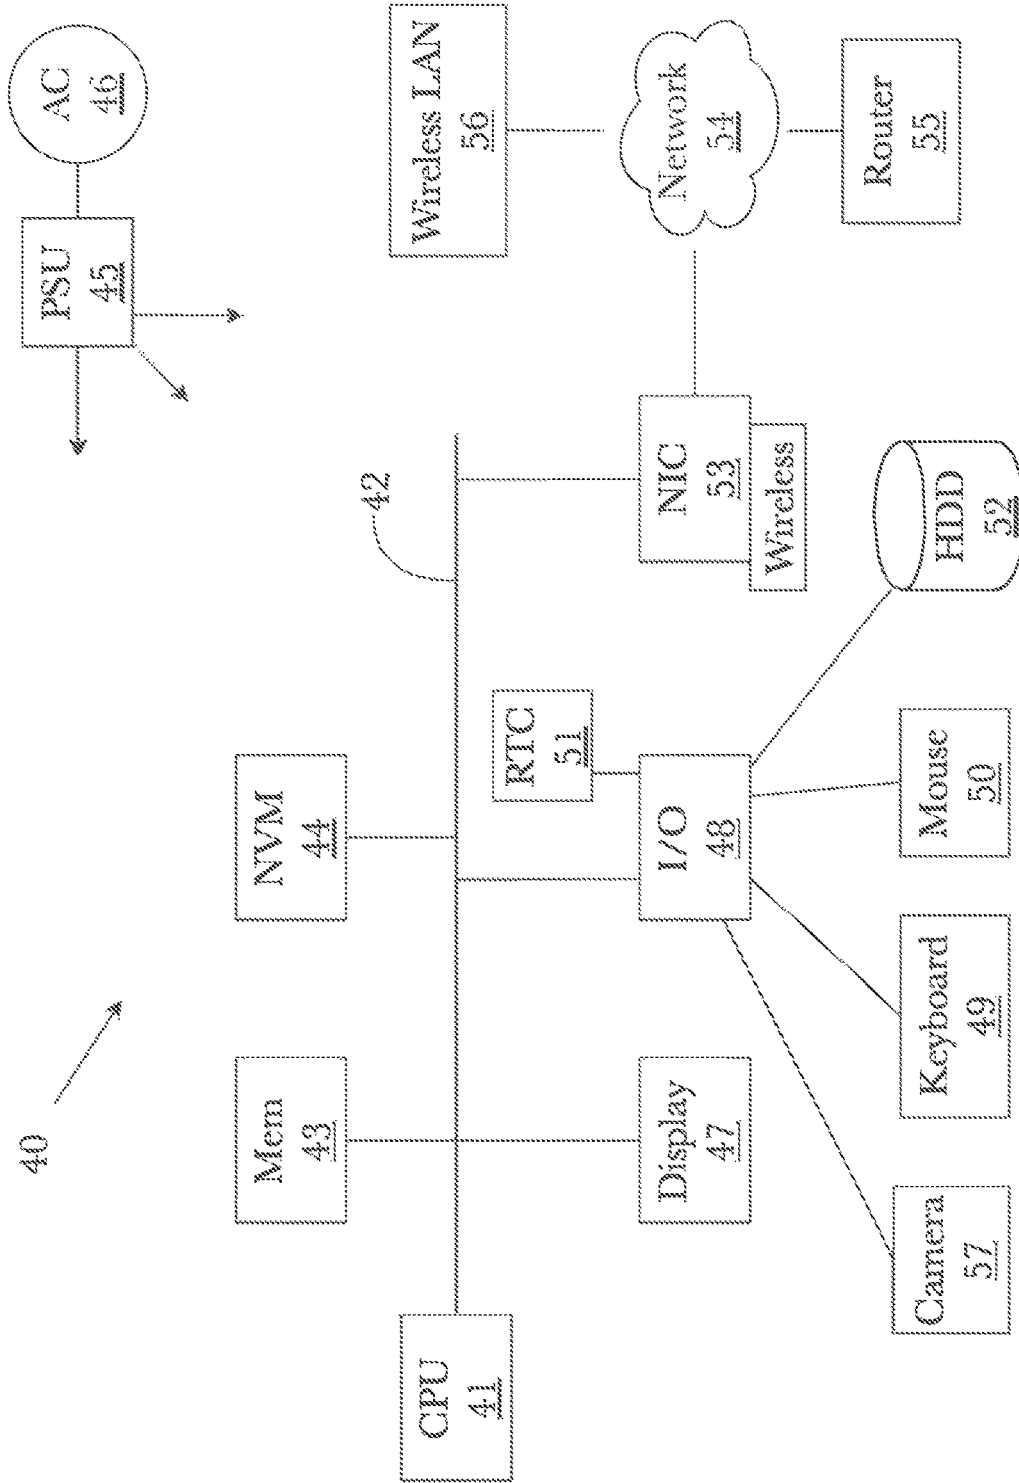 40
PSU
45
AC
46
Mem
43
NVM
44
42
CPU
41
Wireless LAN
56
RTC
51
Display
47
I/O
48
NIC
53
Wireless
Network
54
Router
55
Camera
57
Keyboard
49
Mouse
50
HDD
52